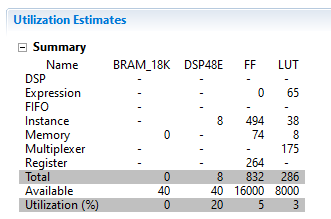 Utilization Estimates
Summary
Name BRAM_18K DSP48E FF LUT
DSP - - - -
Expression - - 0 65
FIFO - - - -
Instance - 8 494 38
Memory 0 - 74 8
Multiplexer - - - 175
Register - - 264 -
Total 0 8 832 286
Available 40 40 16000 8000
Utilization (%) 0 20 5 3